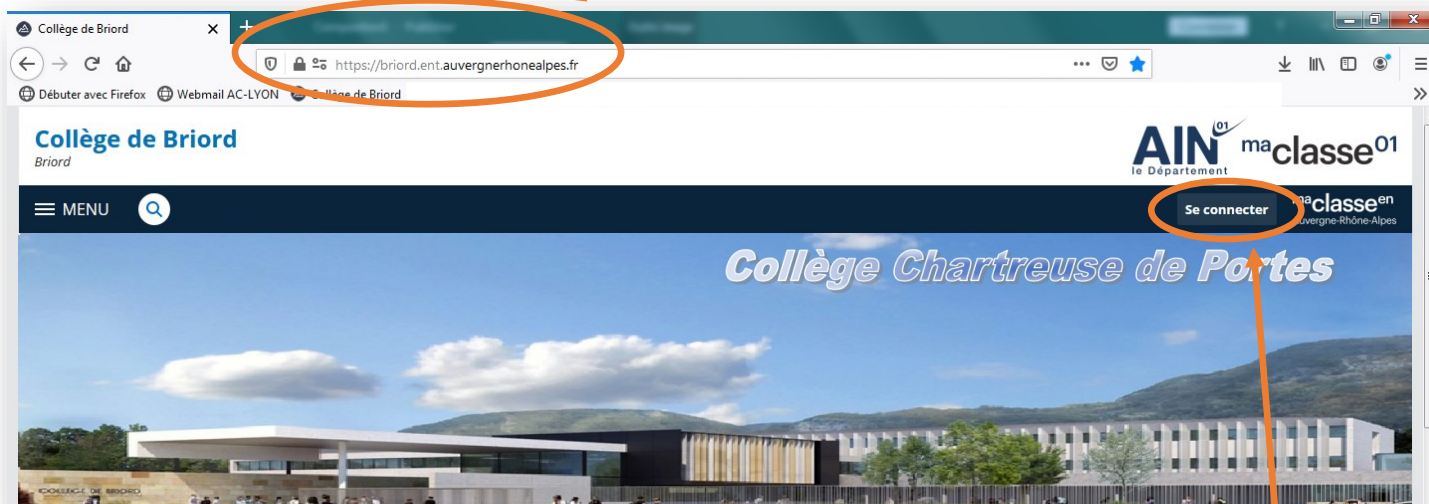 Collège de Briord
https://briord.ent.auvergnerhonealpes.fr
Débuter avec Firefox Webmail AC-LYON Collège de Briord
Collège de Briord
Briord
AIN 01
le Département
maclasse01
MENU
Se connecter
maclasseen
Auvergne-Rhône-Alpes
Collège Chartreuse de Portes
COLLEGE DE BRIORD